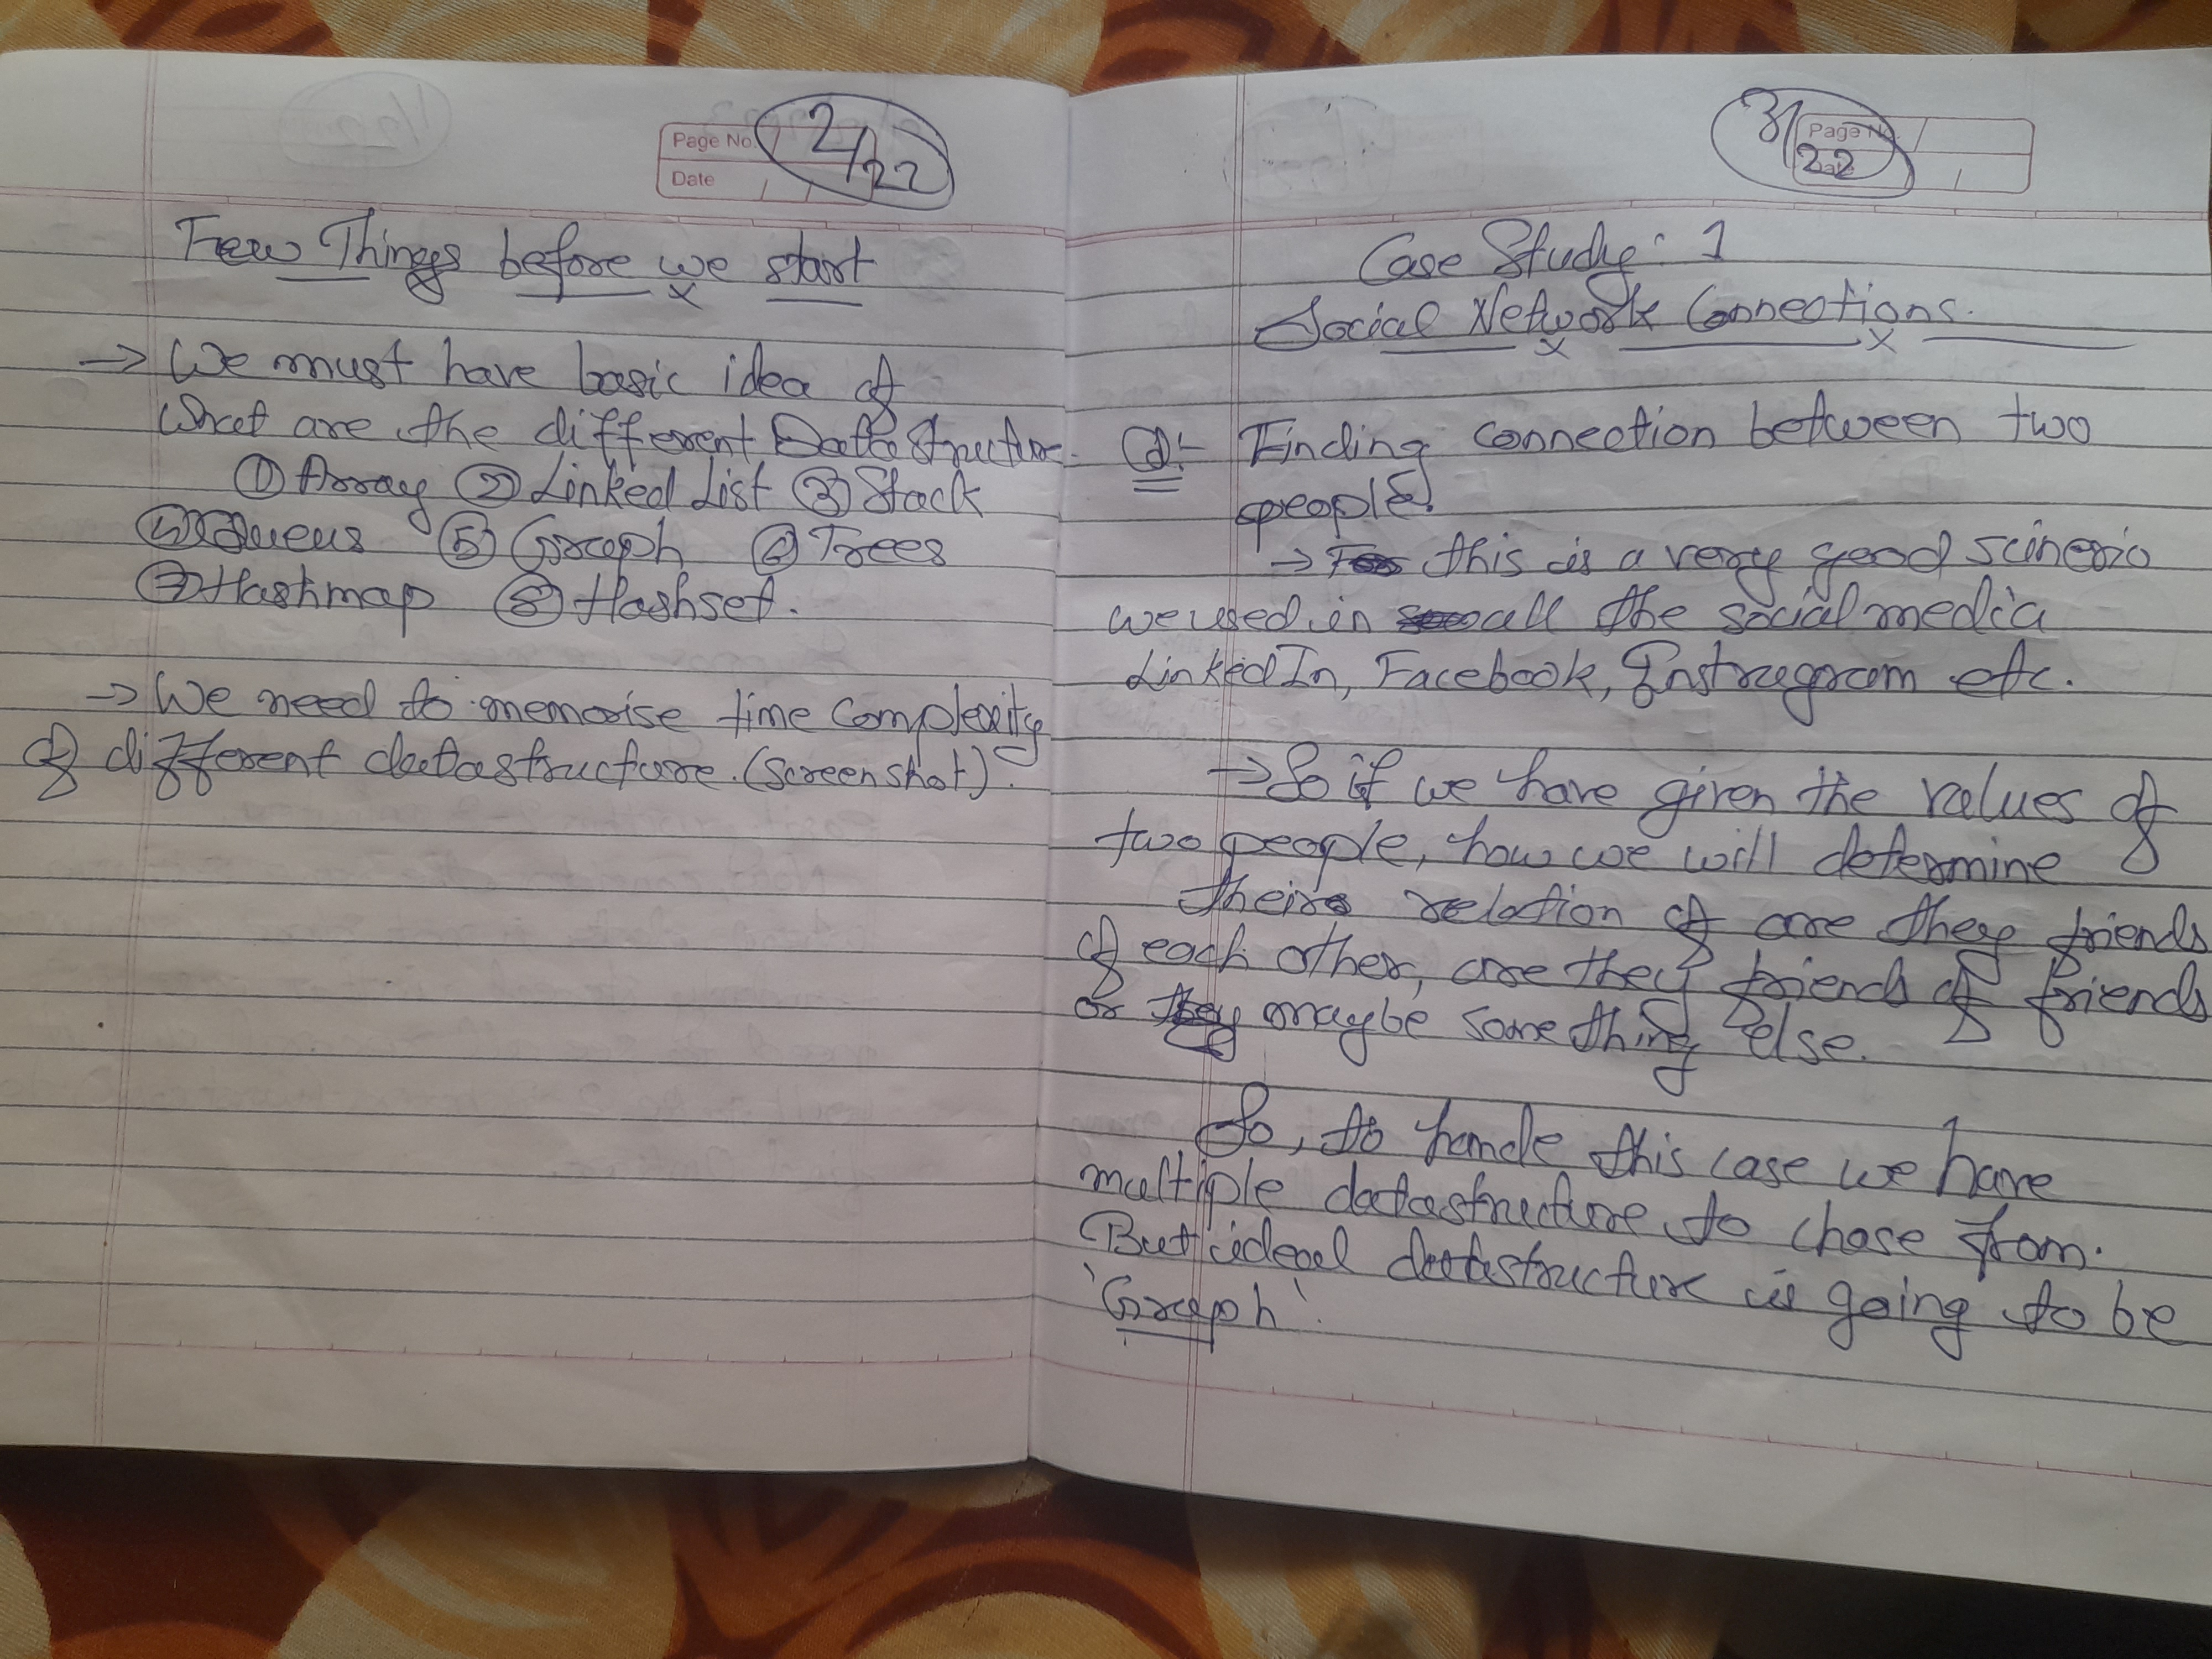 2/22
Page No.
Date
Few Things before we start
→ We must have basic idea of
what are the different Data Structure.
① Array ② Linked List ③ Stack
④ Queue ⑤ Graph ⑥ Trees
⑦ Hashmap ⑧ Hashset.
→ We need to memorise time complexity
of different datastructure. (Screenshot).
3/22
Page No.
Date
Case Study: 1
Social Network Connections.
Q1- Finding connection between two
people.
→ this is a very good scinerio
we used in all the social media
LinkedIn, Facebook, Instragram etc.
→ So if we have given the values of
two people, how we will determine
their relation if are they friends
of each other, are they friends of friends
or maybe something else.
So, to handle this case we have
multiple datastructure to chose from.
But ideal datastructure is going to be
'Graph'.